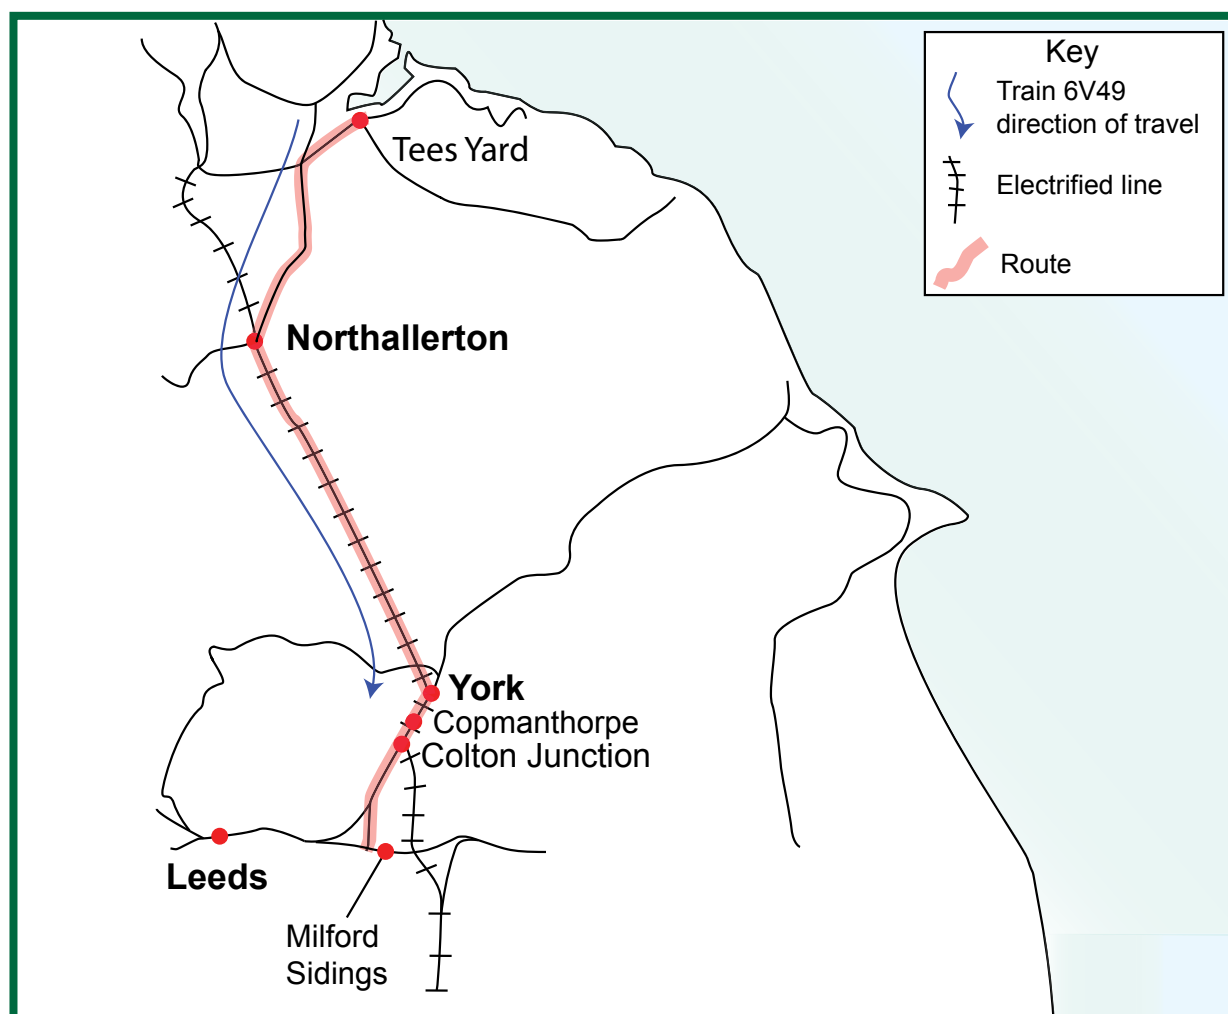 Key
Train 6V49
direction of travel
Electrified line
Route
Tees Yard
Northallerton
York
Copmanthorpe
Colton Junction
Leeds
Milford
Sidings